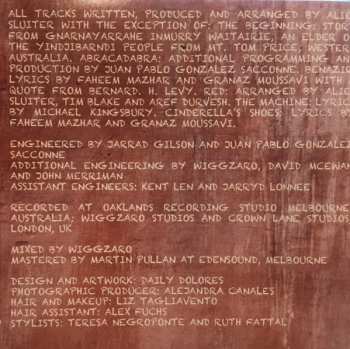 ALL TRACKS WRITTEN, PRODUCED AND ARRANGED BY ALIE
SLUITER WITH THE EXCEPTION OF: THE BEGINNING: STOR
FROM GNARNAYARRAHE INMURRY WAITAIRIE, AN ELDER O
THE YINDJIBARNDI PEOPLE FROM MT. TOM PRICE, WESTER
AUSTRALIA, ABRACADABRA: ADDITIONAL PROGRAMMING AN
PRODUCTION BY JUAN PABLO GONZALEZ SACCONNE. BENAZIR
LYRICS BY FAHEEM MAZHAR AND GRANAZ MOUSSAVI WITH
QUOTE FROM BERNARD. H. LEVY. RED: ARRANGED BY ALIE
SLUITER, TIM BLAKE AND AREF DURVESH. THE MACHINE: LYRIC
BY MICHAEL KINGSBURY, CINDERELLA'S SHOES: LYRICS B
FAHEEM MAZHAR AND GRANAZ MOUSSAVI.
ENGINEERED BY JARRAD GILSON AND JUAN PABLO GONZALE
SACCONNE
ADDITIONAL ENGINEERING BY WIGGZARO, DAVID MCEWA
AND JOHN MERRIMAN
ASSISTANT ENGINEERS: KENT LEN AND JARRYD LONNEE
RECORDED AT OAKLANDS RECORDING STUDIO MELBOURNE
AUSTRALIA; WIGGZARO STUDIOS AND CROWN LANE STUDIOS
LONDON, UK
MIXED BY WIGGZARO
MASTERED BY MARTIN PULLAN AT EDENSOUND, MELBOURNE
DESIGN AND ARTWORK: DAILY DOLORES
PHOTOGRAPHIC PRODUCER: ALEJANDRA CANALES
HAIR AND MAKEUP: LIZ TAGLIAVENTO
HAIR ASSISTANT: ALEX FUCHS
STYLISTS: TERESA NEGROPONTE AND RUTH FATTAL